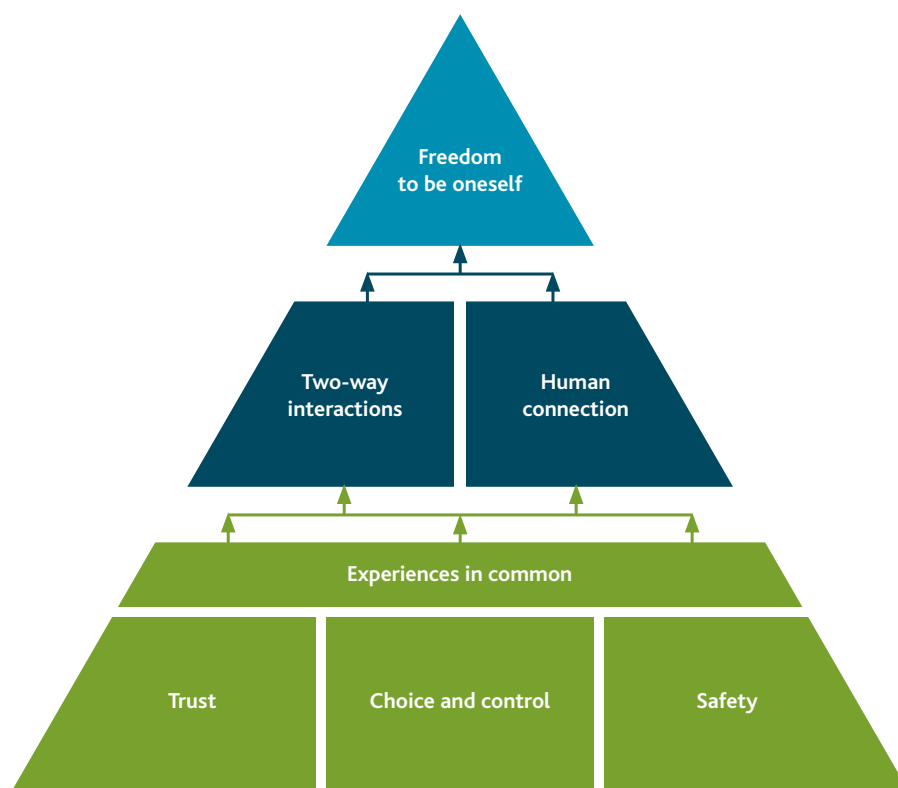 Freedom
to be oneself
Two-way
interactions
Human
connection
Experiences in common
Trust
Choice and control
Safety